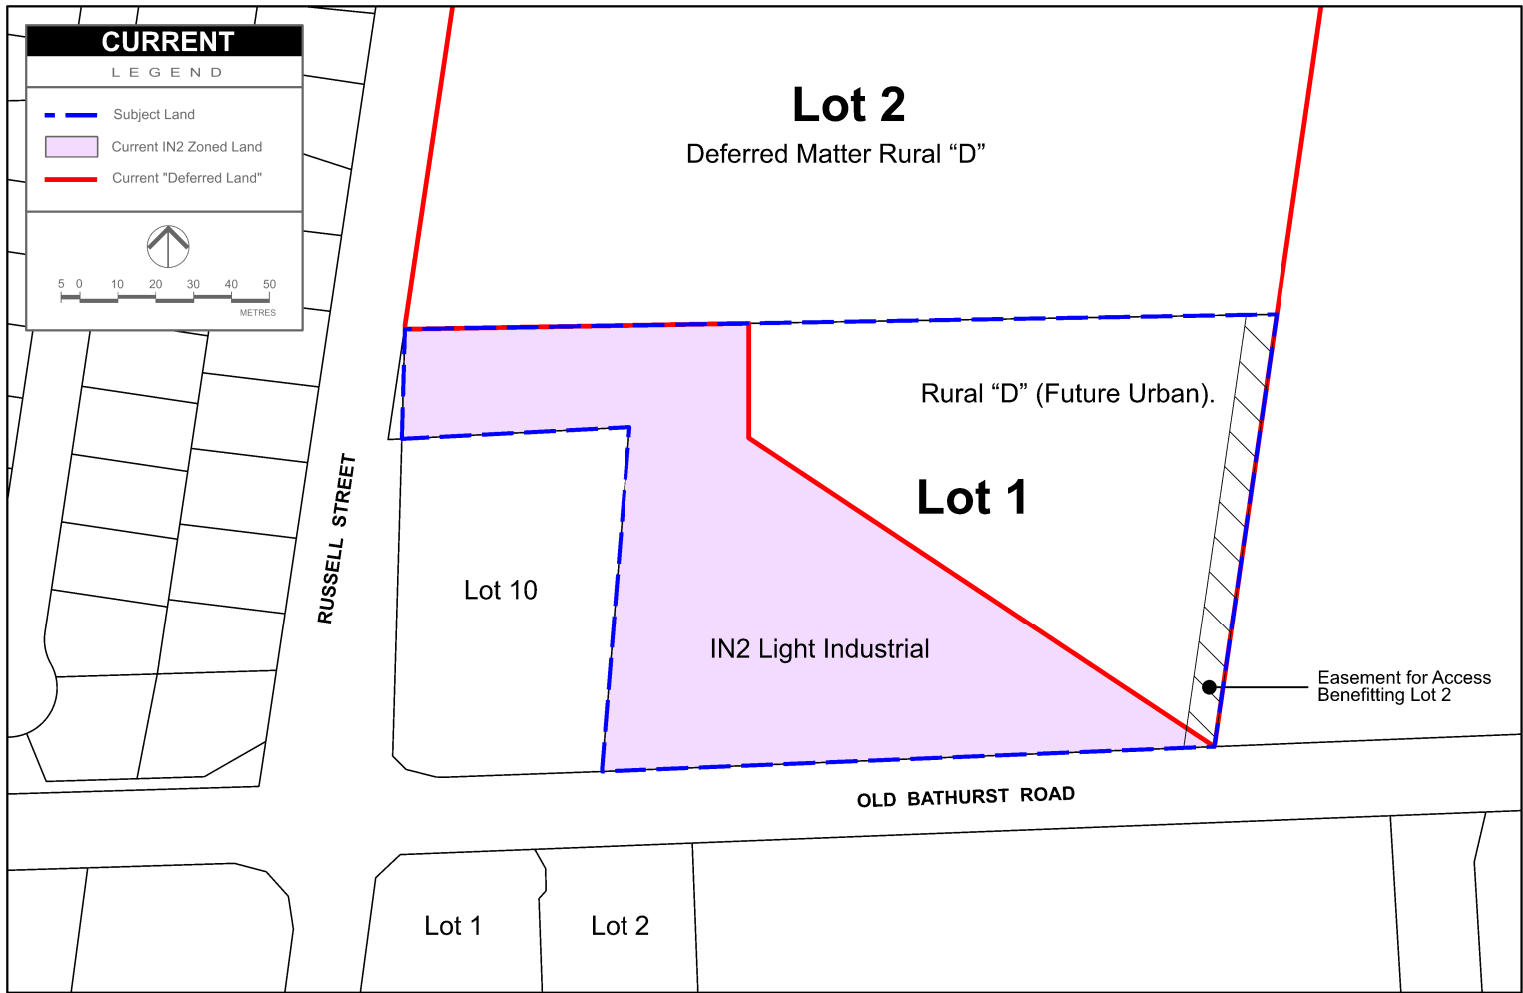 CURRENT
LEGEND
Subject Land
Current IN2 Zoned Land
Current "Deferred Land"
5 0 10 20 30 40 50
METRES
Lot 2
Deferred Matter Rural “D”
Rural “D” (Future Urban).
Lot 1
RUSSELL STREET
Lot 10
IN2 Light Industrial
Easement for Access
Benefitting Lot 2
OLD BATHURST ROAD
Lot 1
Lot 2